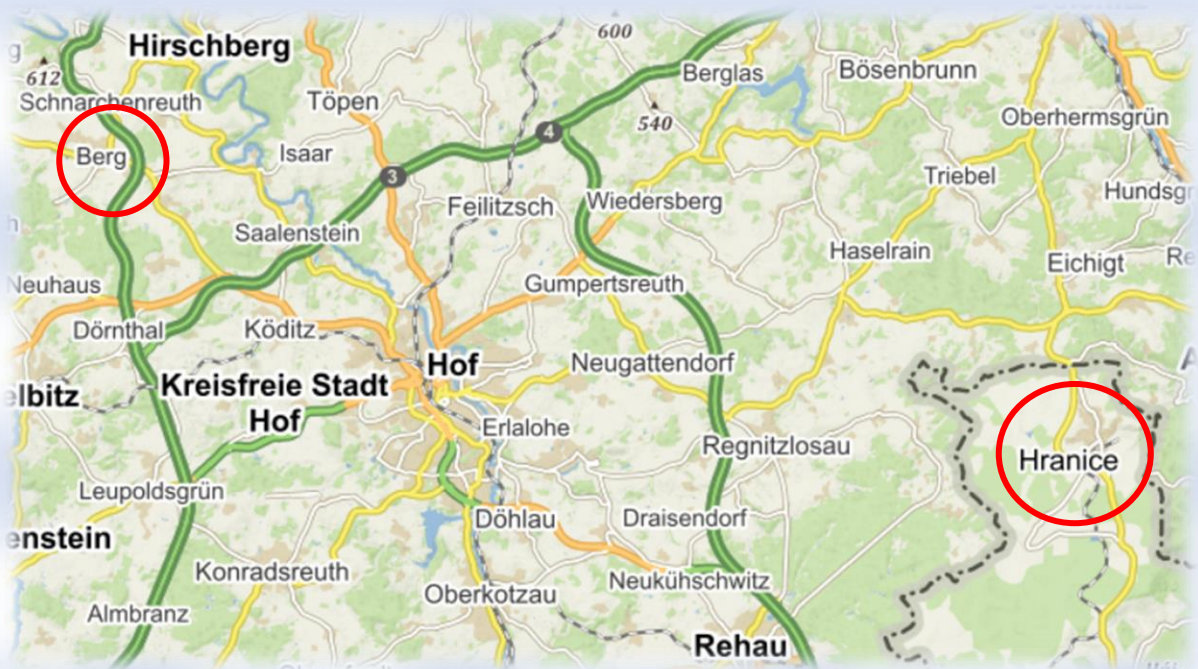 Hirschberg
600
612
Berglas
Bösenbrunn
Schnarchenreuth
Töpen
540
Oberhermsgrün
4
Berg
Isaar
3
Triebel
Hundsg
Feilitzsch
Wiedersberg
Saalenstein
Haselrain
Eichigt
Re
Neuhaus
Gumpertsreuth
Dörnthal
Köditz
Hof
Neugattendorf
elbitz
Kreisfreie Stadt
Hof
Erlalohe
Regnitzlosau
Hranice
Leupoldsgrün
Döhlau
Draisendorf
enstein
Konradsreuth
Neukühschwitz
Oberkotzau
Almbranz
Rehau